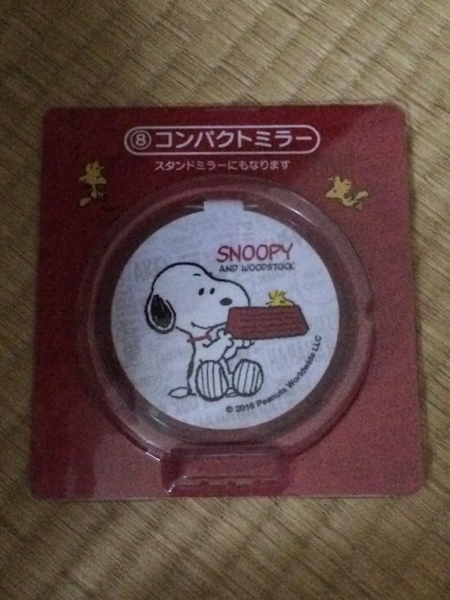 ⑧コンパクトミラー
スタンドミラーにもなります
SNOOPY
AND WOODSTOCK
© 2016 Peanuts Worldwide LLC